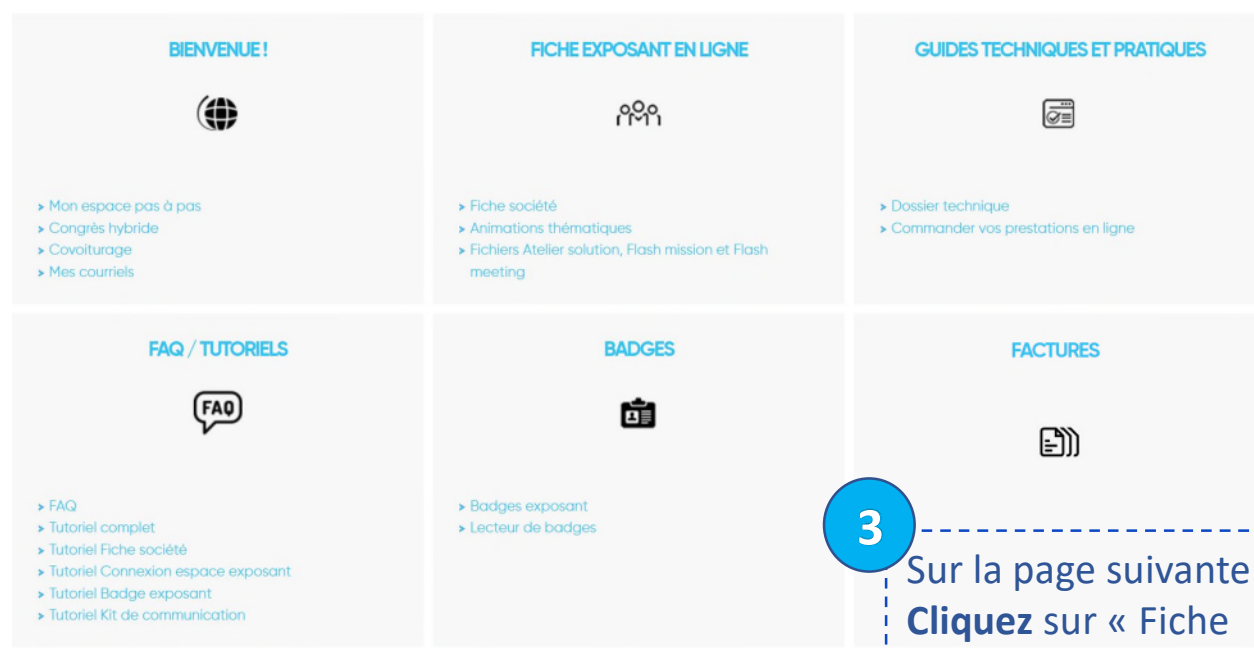 BIENVENUE !
> Mon espace pas à pas
> Congrès hybride
> Covoiturage
> Mes courriels
FICHE EXPOSANT EN LIGNE
> Fiche société
> Animations thématiques
> Fichiers Atelier solution, Flash mission et Flash
meeting
GUIDES TECHNIQUES ET PRATIQUES
> Dossier technique
> Commander vos prestations en ligne
FAQ / TUTORIELS
FAQ
> FAQ
> Tutoriel complet
> Tutoriel Fiche société
> Tutoriel Connexion espace exposant
> Tutoriel Badge exposant
> Tutoriel Kit de communication
BADGES
> Badges exposant
> Lecteur de badges
FACTURES
3
Sur la page suivante
Cliquez sur « Fiche